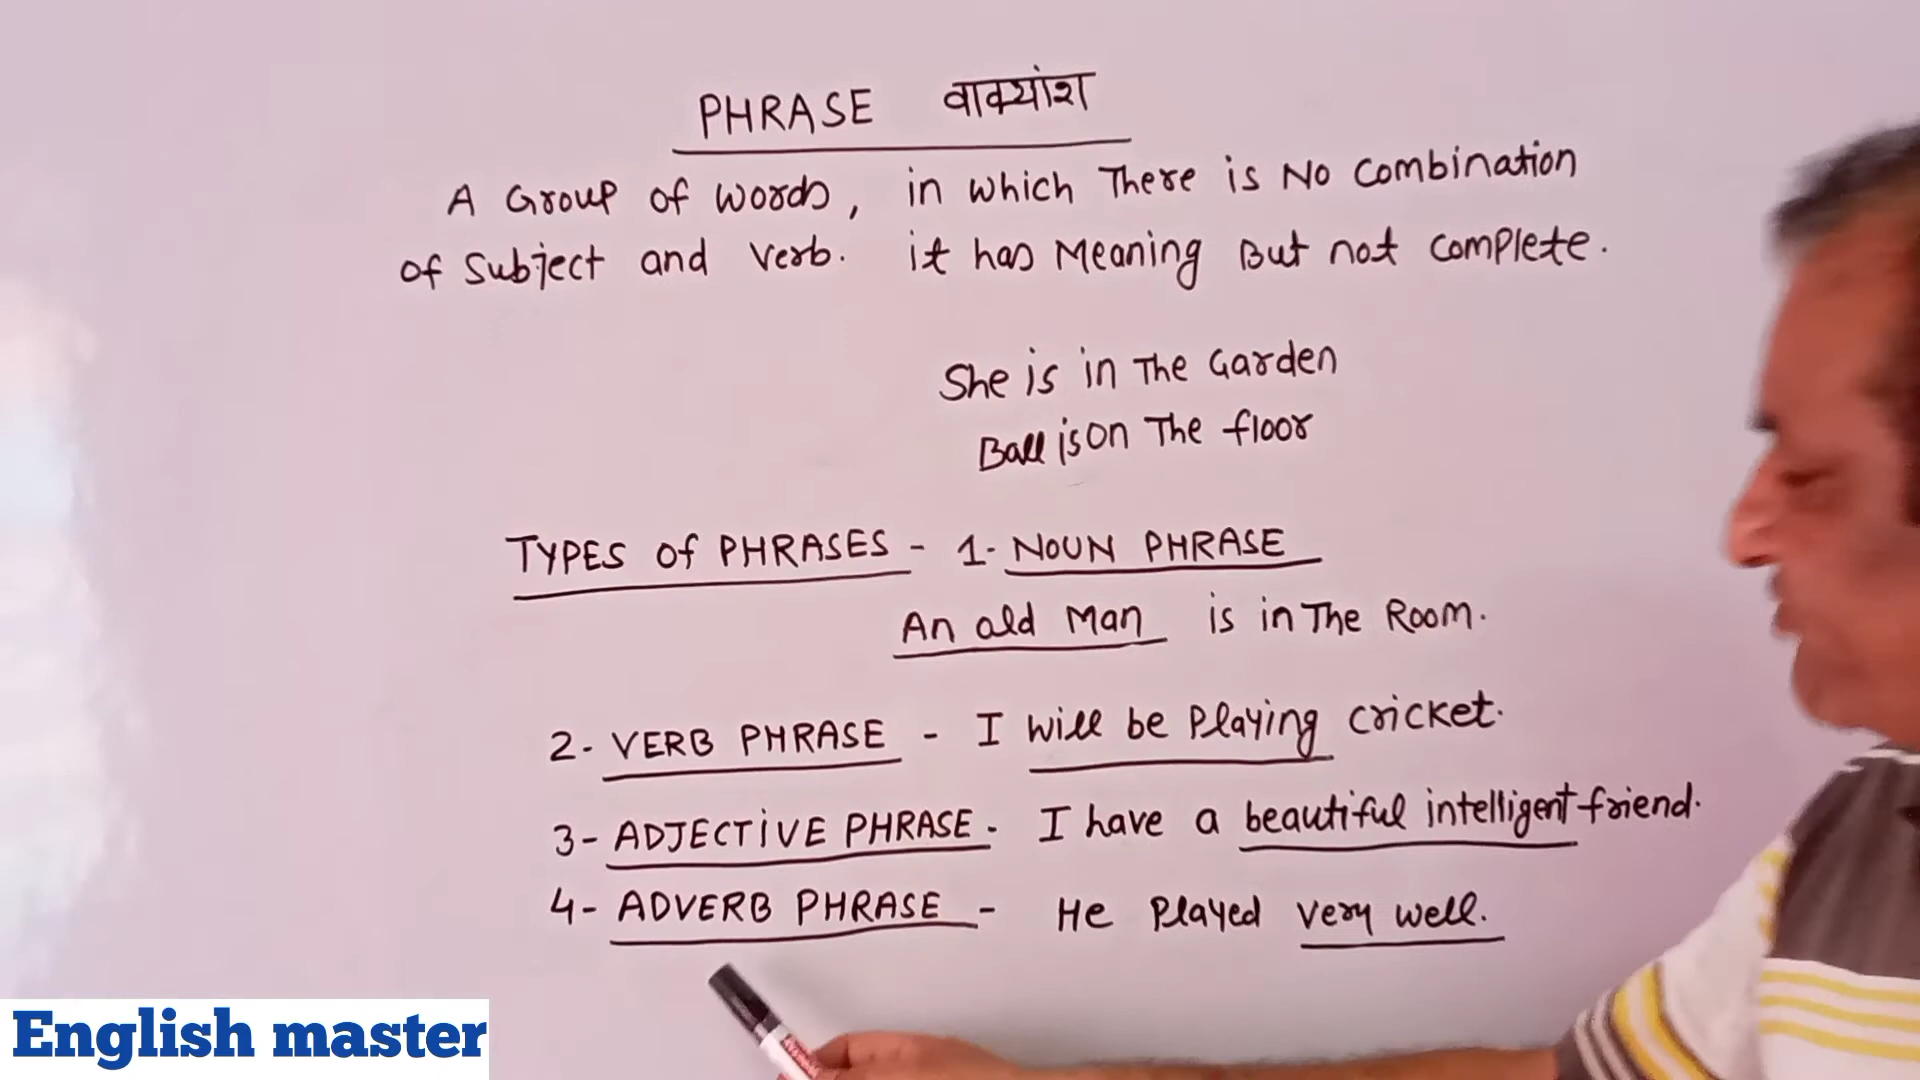 PHRASE वाक्यांश
A Group of words, in which There is No Combination
of Subject and verb. it has Meaning But not Complete.
She is in The Garden
Ball is on The floor
TYPES of PHRASES - 1- NOUN PHRASE
An old Man is in The Room.
2- VERB PHRASE - I will be Playing cricket.
3- ADJECTIVE PHRASE - I have a beautiful intelligent friend.
4- ADVERB PHRASE - He Played very well.
English master